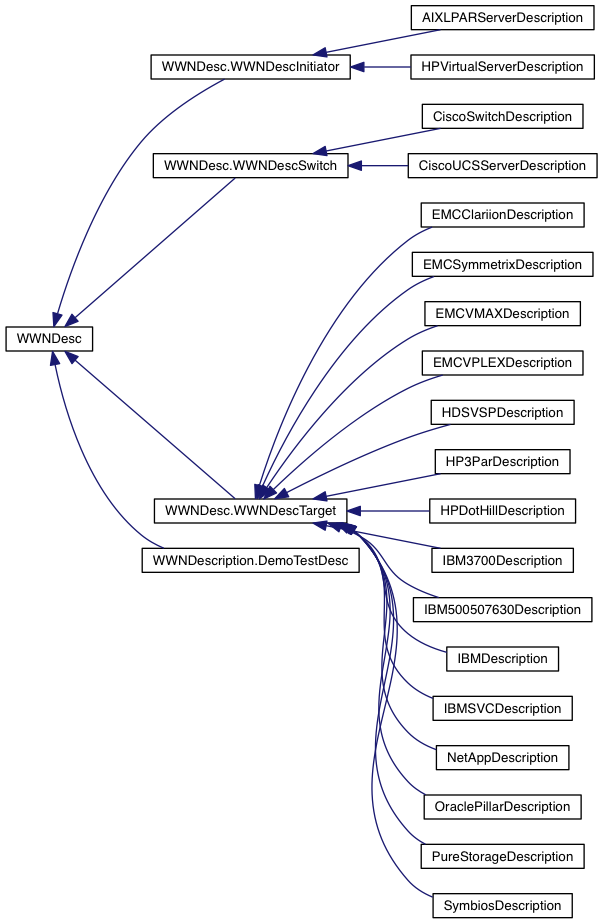 AIXLPARServerDescription
WWNDesc.WWNDescInitiator
HPVirtualServerDescription
CiscoSwitchDescription
WWNDesc.WWNDescSwitch
CiscoUCSServerDescription
EMCClariionDescription
EMCSymmetrixDescription
EMCVMAXDescription
WWNDesc
EMCVPLEXDescription
HDSVSPDescription
HP3ParDescription
WWNDesc.WWNDescTarget
HPDotHillDescription
WWNDescription.DemoTestDesc
IBM3700Description
IBM500507630Description
IBMDescription
IBMSVCDescription
NetAppDescription
OraclePillarDescription
PureStorageDescription
SymbiosDescription